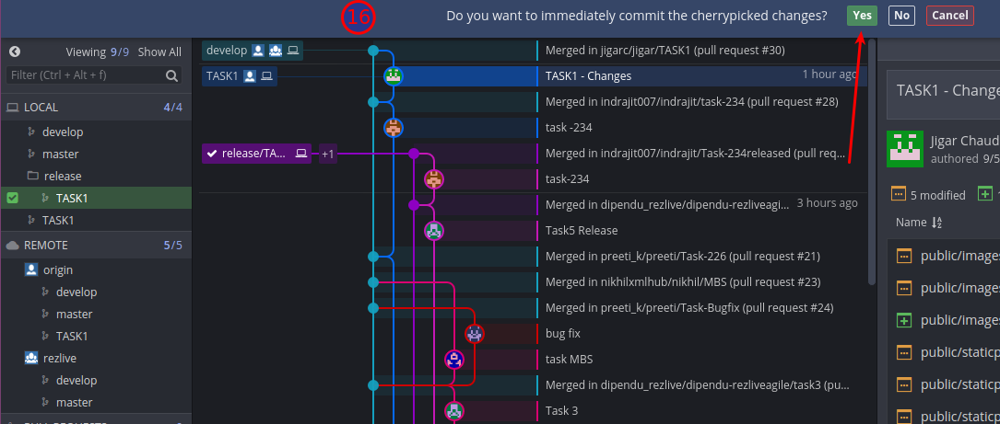 16
Do you want to immediately commit the cherrypicked changes?
Yes
No
Cancel
Viewing 9/9 Show All
Filter (Ctrl + Alt + f)
LOCAL 4/4
develop
master
release
TASK1
TASK1
REMOTE 5/5
origin
develop
master
TASK1
rezlive
develop
master
develop
Merged in jigarc/jigar/TASK1 (pull request #30)
TASK1
TASK1 - Changes
1 hour ago
Merged in indrajit007/indrajit/task-234 (pull request #28)
task -234
release/TA...
+1
Merged in indrajit007/indrajit/Task-234released (pull req...
task-234
Merged in dipendu_rezlive/dipendu-rezliveagi...
3 hours ago
Task5 Release
Merged in preeti_k/preeti/Task-226 (pull request #21)
Merged in nikhilxmlhub/nikhil/MBS (pull request #23)
Merged in preeti_k/preeti/Task-Bugfix (pull request #24)
bug fix
task MBS
Merged in dipendu_rezlive/dipendu-rezliveagile/task3 (pu...
Task 3
TASK1 - Change
Jigar Chaud
authored 9/5
5 modified
Name
public/images
public/images
public/images
public/staticp
public/staticp
public/staticp